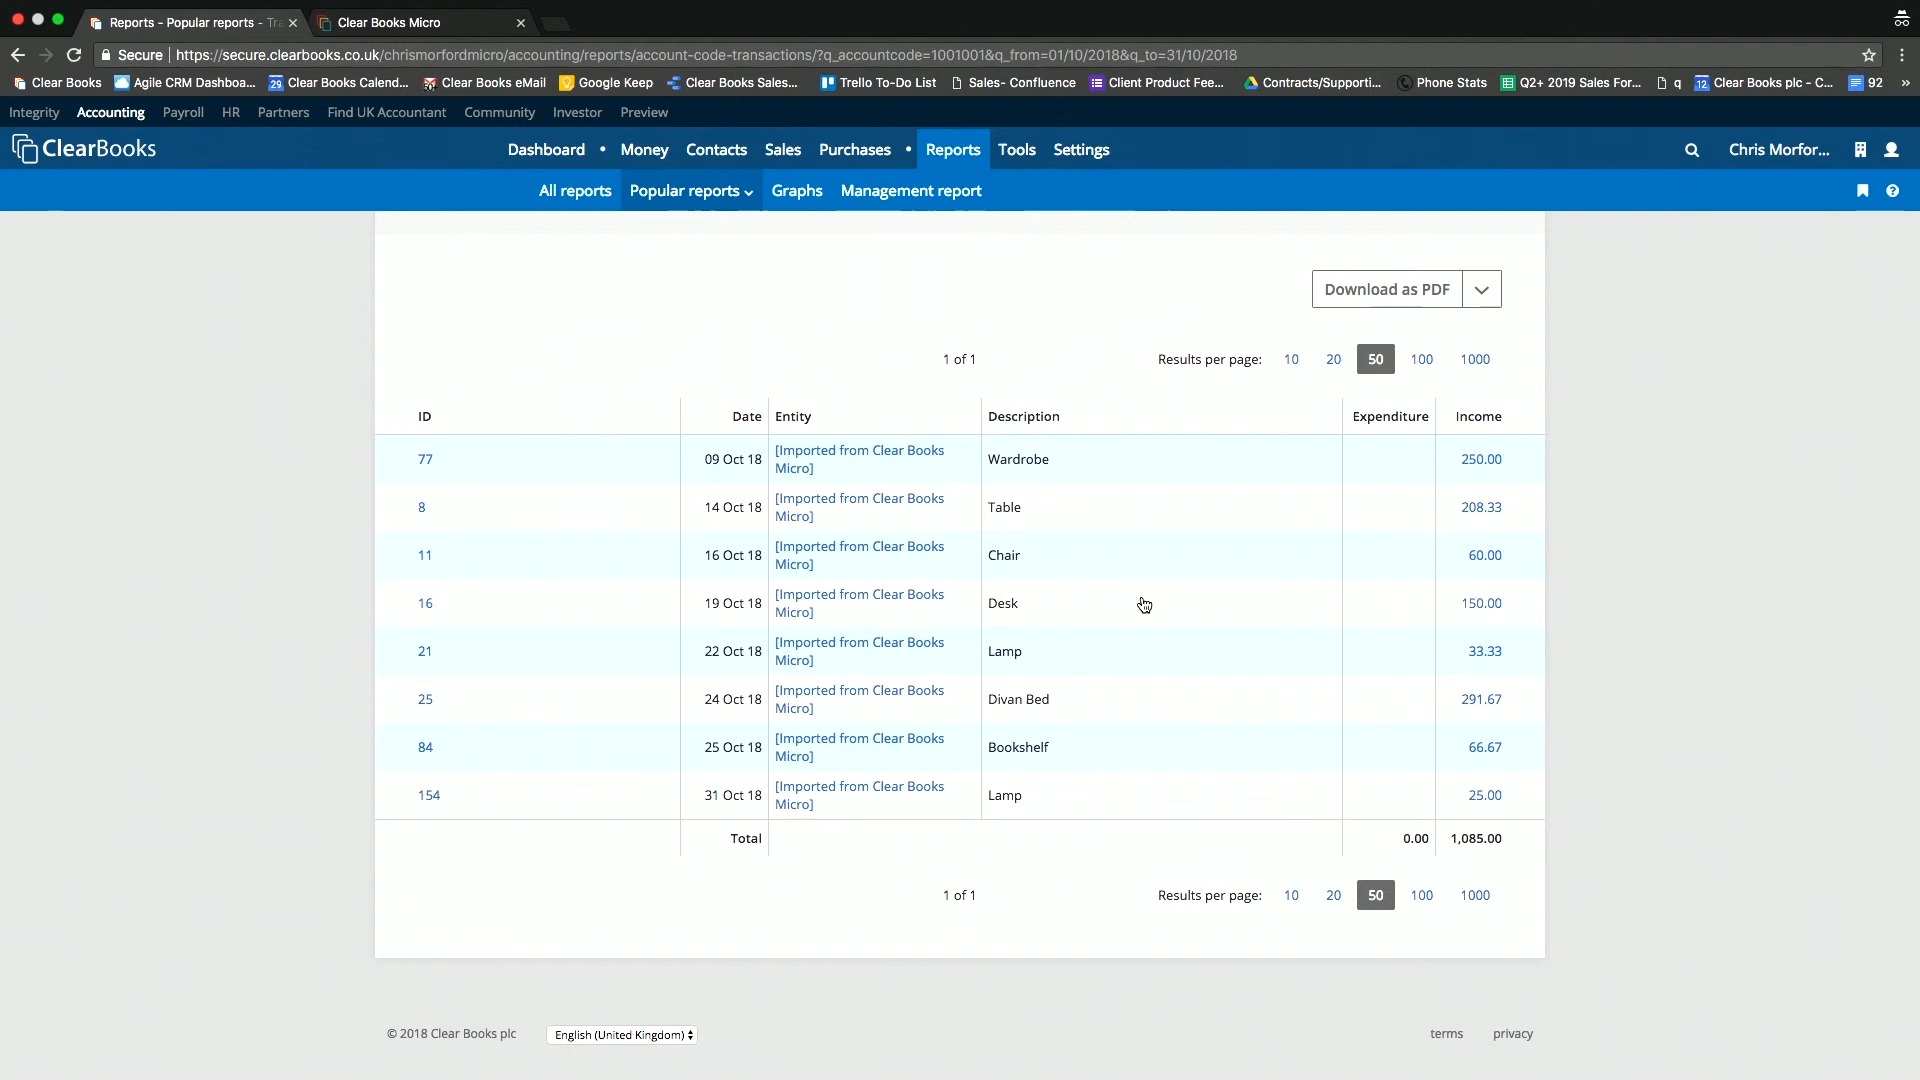 Reports - Popular reports - Tra
Clear Books Micro
Secure https://secure.clearbooks.co.uk/chrismorfordmicro/accounting/reports/account-code-transactions/?q_accountcode=1001001&q_from=01/10/2018&q_to=31/10/2018
Clear Books Agile CRM Dashboa... 29 Clear Books Calend... Clear Books eMail Google Keep Clear Books Sales... Trello To-Do List Sales- Confluence Client Product Fee... Contracts/Supporti... Phone Stats Q2+ 2019 Sales For... q 12 Clear Books plc - C... 92 »
Integrity Accounting Payroll HR Partners Find UK Accountant Community Investor Preview
ClearBooks Dashboard • Money Contacts Sales Purchases • Reports Tools Settings Chris Morfor...
All reports Popular reports Graphs Management report ?
Download as PDF
1 of 1 Results per page: 10 20 50 100 1000
ID Date Entity Description Expenditure Income
77 09 Oct 18 [Imported from Clear Books Wardrobe 250.00
Micro]
8 14 Oct 18 [Imported from Clear Books Table 208.33
Micro]
11 16 Oct 18 [Imported from Clear Books Chair 60.00
Micro]
16 19 Oct 18 [Imported from Clear Books Desk 150.00
Micro]
21 22 Oct 18 [Imported from Clear Books Lamp 33.33
Micro]
25 24 Oct 18 [Imported from Clear Books Divan Bed 291.67
Micro]
84 25 Oct 18 [Imported from Clear Books Bookshelf 66.67
Micro]
154 31 Oct 18 [Imported from Clear Books Lamp 25.00
Micro]
Total 0.00 1,085.00
1 of 1 Results per page: 10 20 50 100 1000
© 2018 Clear Books plc English (United Kingdom) terms privacy